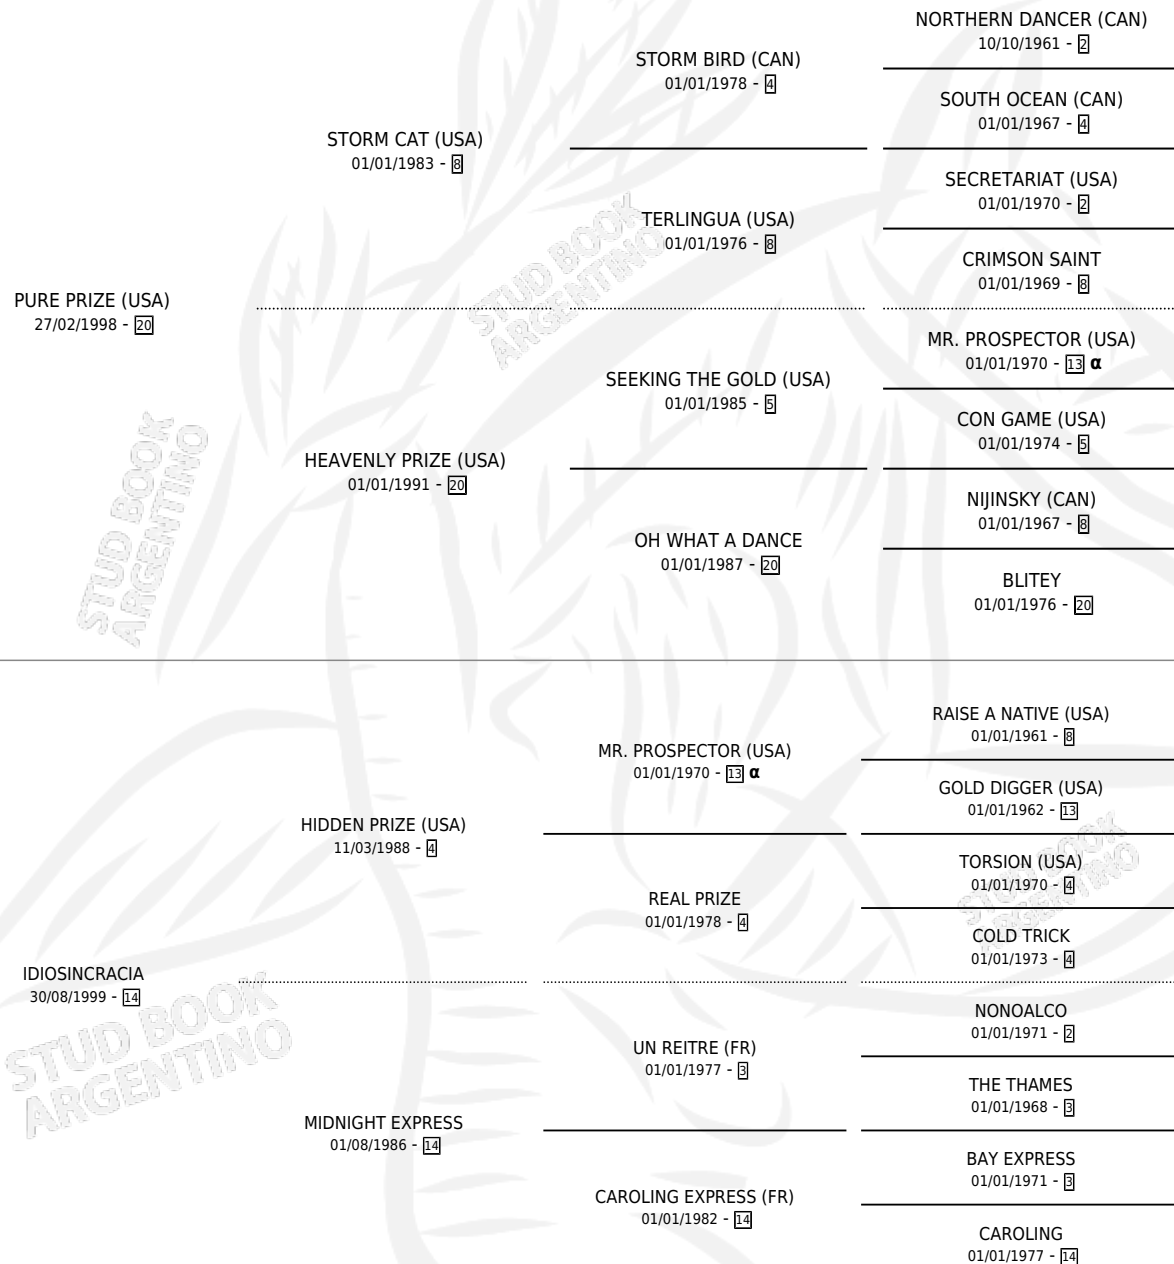 NORTHERN DANCER (CAN)
10/10/1961 - 2
STORM BIRD (CAN)
01/01/1978 - 4
SOUTH OCEAN (CAN)
01/01/1967 - 4
STORM CAT (USA)
01/01/1983 - 8
SECRETARIAT (USA)
01/01/1970 - 2
TERLINGUA (USA)
01/01/1976 - 8
CRIMSON SAINT
01/01/1969 - 8
PURE PRIZE (USA)
27/02/1998 - 20
MR. PROSPECTOR (USA)
01/01/1970 - 13 α
SEEKING THE GOLD (USA)
01/01/1985 - 5
CON GAME (USA)
01/01/1974 - 5
HEAVENLY PRIZE (USA)
01/01/1991 - 20
NIJINSKY (CAN)
01/01/1967 - 8
OH WHAT A DANCE
01/01/1987 - 20
BLITEY
01/01/1976 - 20
RAISE A NATIVE (USA)
01/01/1961 - 8
MR. PROSPECTOR (USA)
01/01/1970 - 13 α
GOLD DIGGER (USA)
01/01/1962 - 13
HIDDEN PRIZE (USA)
11/03/1988 - 4
TORSION (USA)
01/01/1970 - 4
REAL PRIZE
01/01/1978 - 4
COLD TRICK
01/01/1973 - 4
IDIOSINCRACIA
30/08/1999 - 14
NONOALCO
01/01/1971 - 2
UN REITRE (FR)
01/01/1977 - 3
THE THAMES
01/01/1968 - 3
MIDNIGHT EXPRESS
01/08/1986 - 14
BAY EXPRESS
01/01/1971 - 3
CAROLING EXPRESS (FR)
01/01/1982 - 14
CAROLING
01/01/1977 - 14
STUD BOOK
ARGENTINO
STUD BOOK
ARGENTINO
STUD BOOK
ARGENTINO
STUD BOOK
ARGENTINO